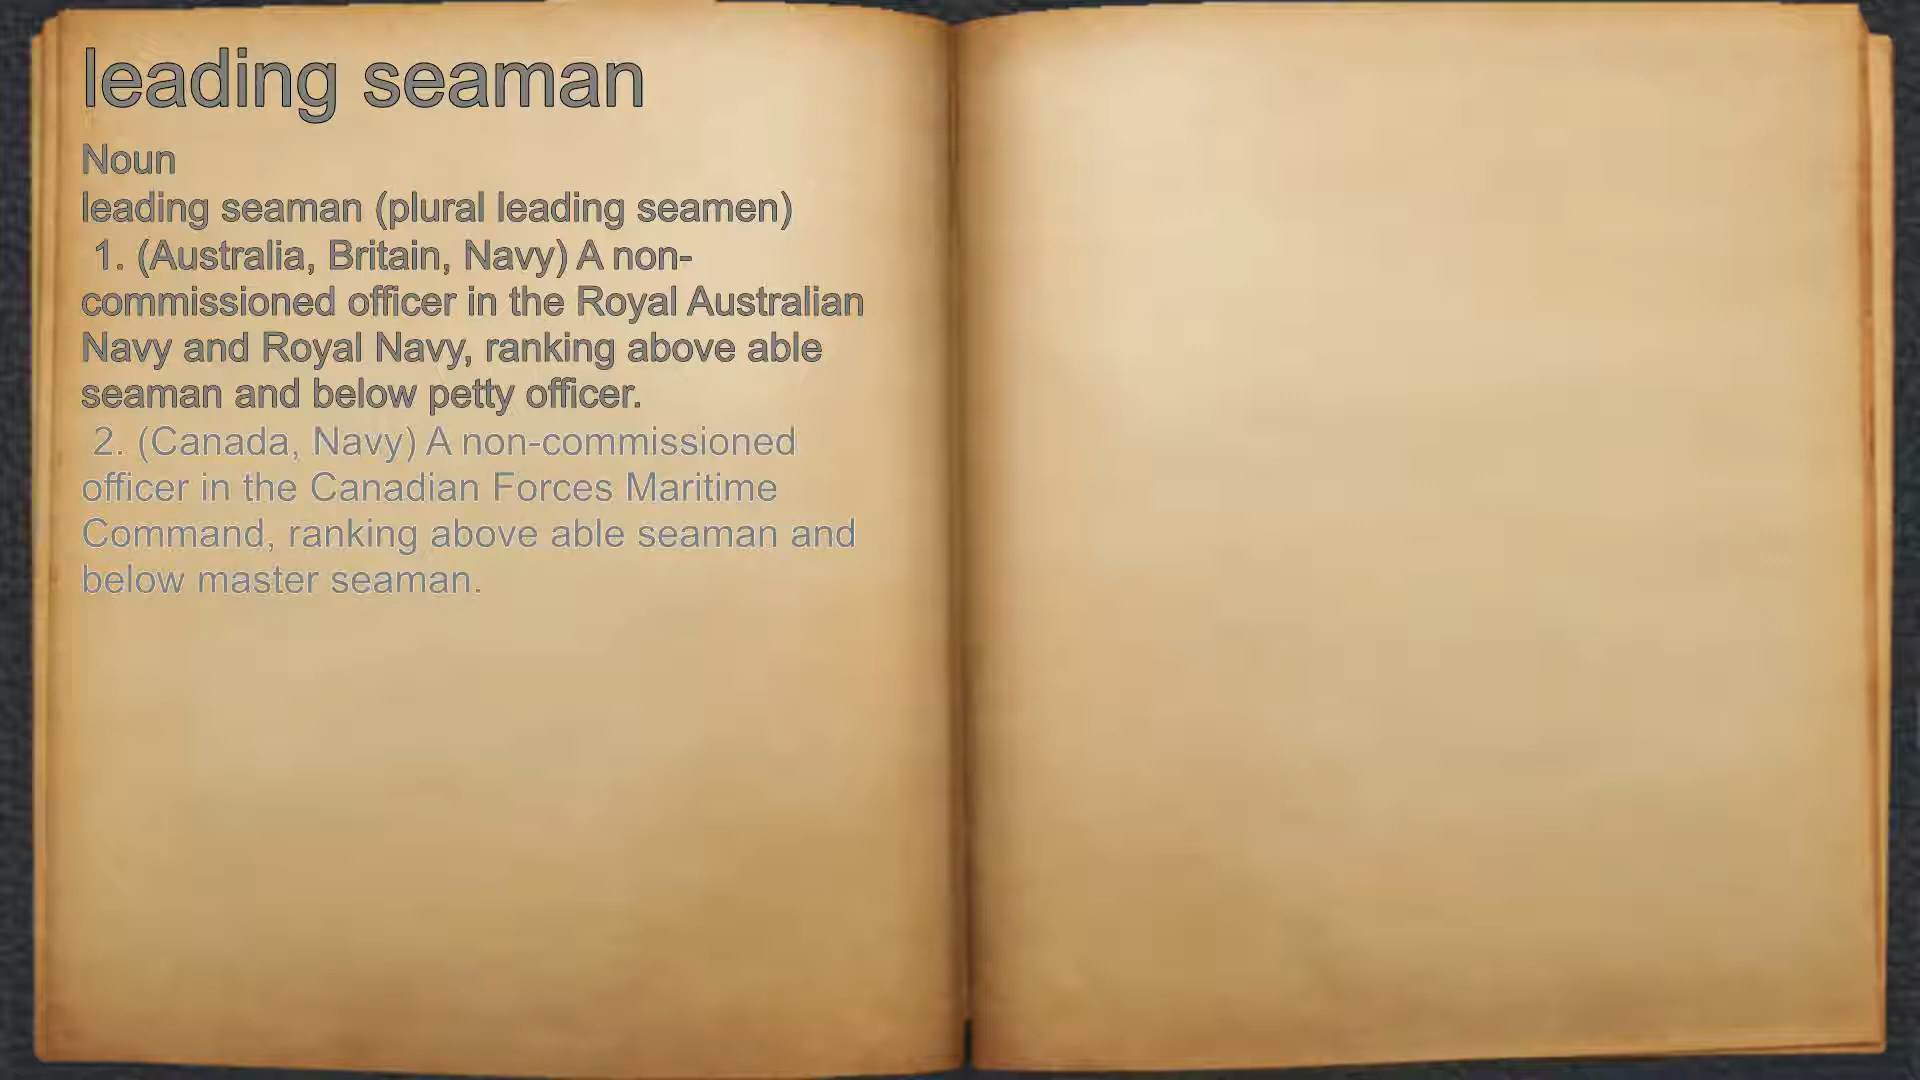 leading seaman
Noun
leading seaman (plural leading seamen)
1. (Australia, Britain, Navy) A non-
commissioned officer in the Royal Australian
Navy and Royal Navy, ranking above able
seaman and below petty officer.
2. (Canada, Navy) A non-commissioned
officer in the Canadian Forces Maritime
Command, ranking above able seaman and
below master seaman.